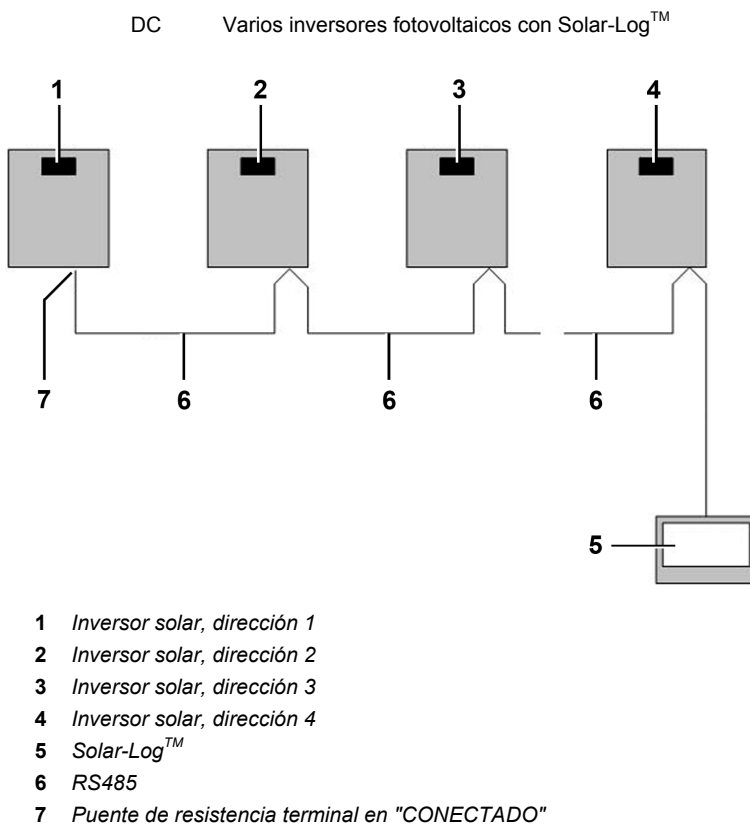 DC Varios inversores fotovoltaicos con Solar-Log™
1 2 3 4
7 6 6 6
5
1 Inversor solar, dirección 1
2 Inversor solar, dirección 2
3 Inversor solar, dirección 3
4 Inversor solar, dirección 4
5 Solar-Log™
6 RS485
7 Puente de resistencia terminal en "CONECTADO"